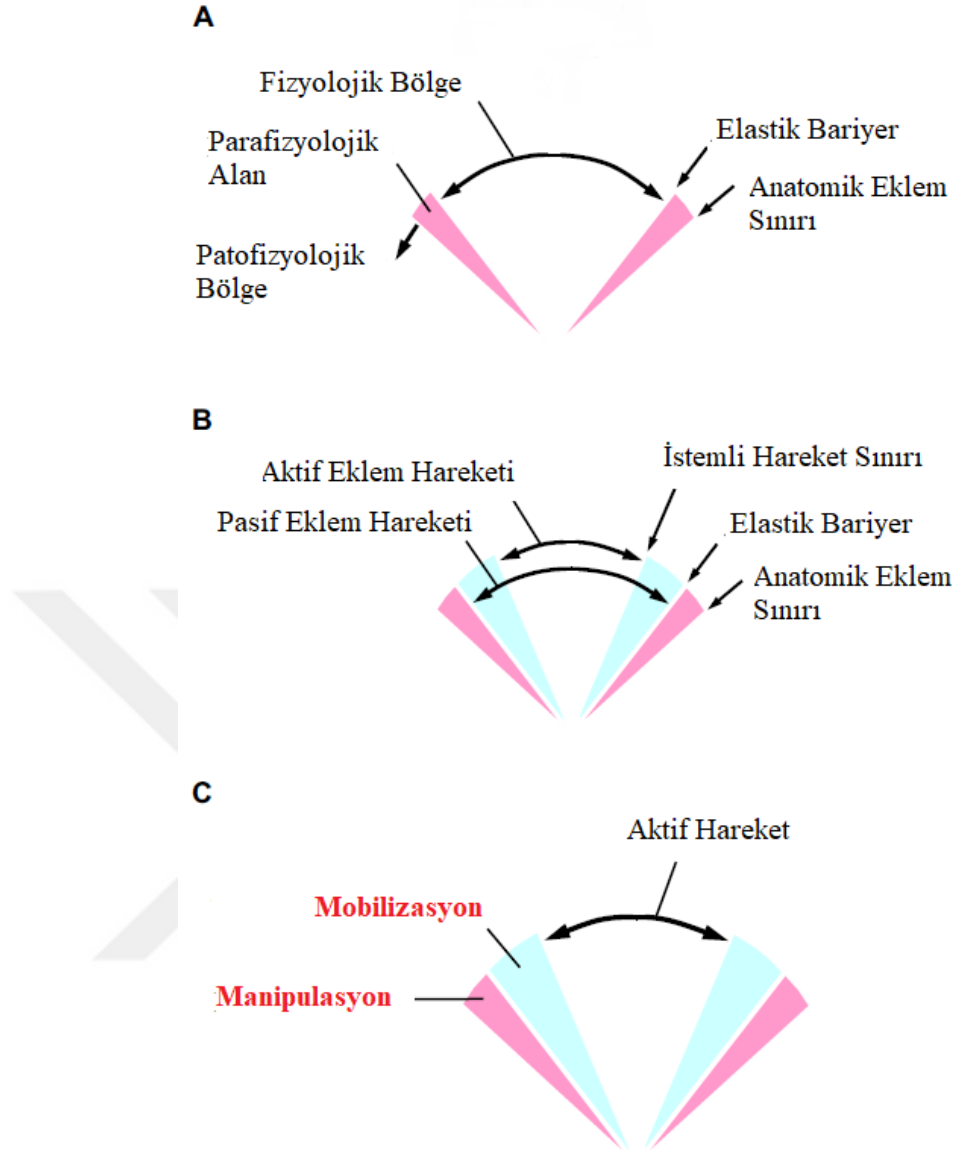 A
Fizyolojik Bölge
Parafizyolojik
Alan
Elastik Bariyer
Anatomik Eklem
Sınırı
Patofizyolojik
Bölge
B
Aktif Eklem Hareketi
İstemli Hareket Sınırı
Pasif Eklem Hareketi
Elastik Bariyer
Anatomik Eklem
Sınırı
C
Aktif Hareket
Mobilizasyon
Manipulasyon